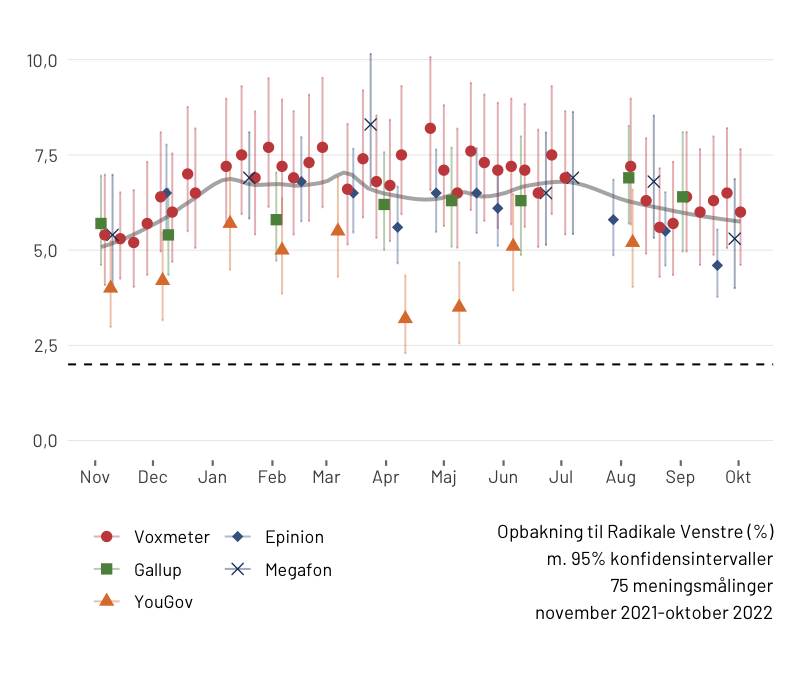 10,0
7,5
5,0
2,5
0,0
Nov Dec Jan Feb Mar Apr Maj Jun Jul Aug Sep Okt
Voxmeter Epinion
Gallup Megafon
YouGov
Opbakning til Radikale Venstre (%)
m. 95% konfidensintervaller
75 meningsmålinger
november 2021-oktober 2022